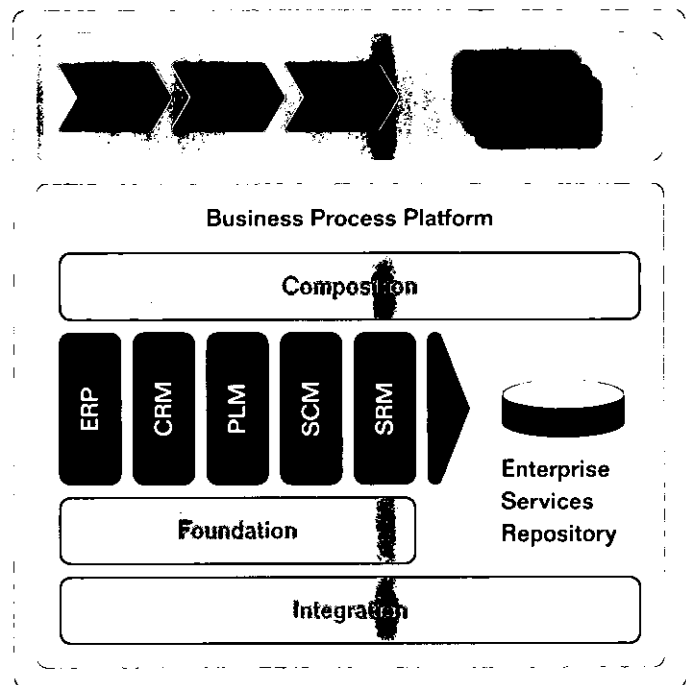 Business Process Platform
Composition
ERP
CRM
PLM
SCM
SRM
Enterprise
Services
Repository
Foundation
Integration